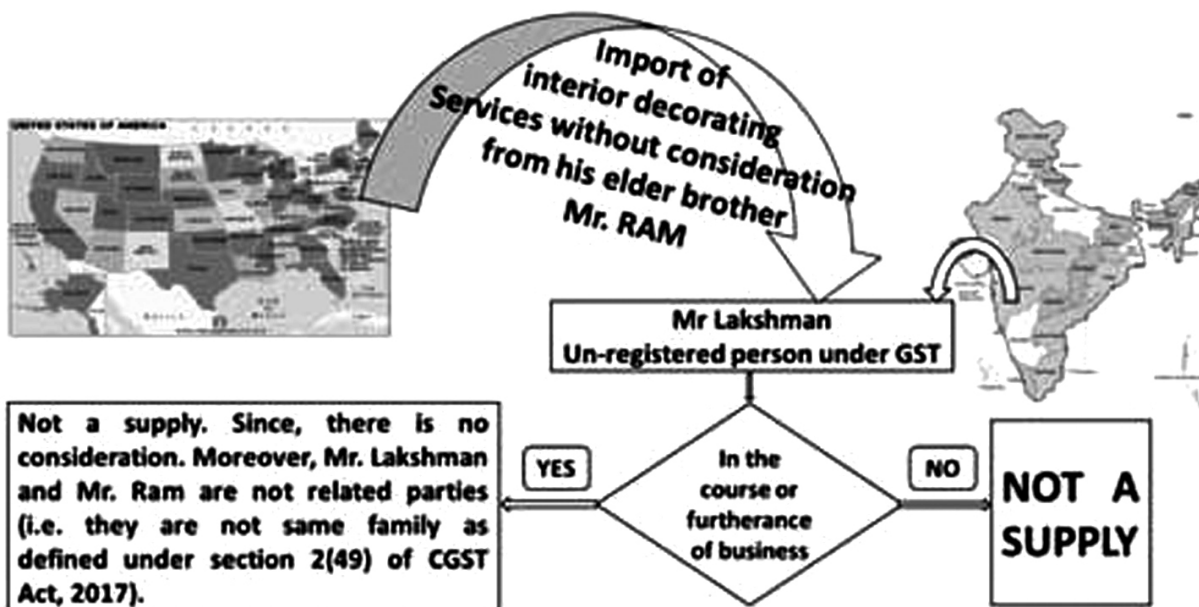 UNITED STATES OF AMERICA
Import of
interior decorating
Services without consideration
from his elder brother
Mr. RAM
Mr Lakshman
Un-registered person under GST
Not a supply. Since, there is no
consideration. Moreover, Mr. Lakshman
and Mr. Ram are not related parties
(i.e. they are not same family as
defined under section 2(49) of CGST
Act, 2017).
YES
In the
course or
furtherance
of business
NO
NOT A
SUPPLY